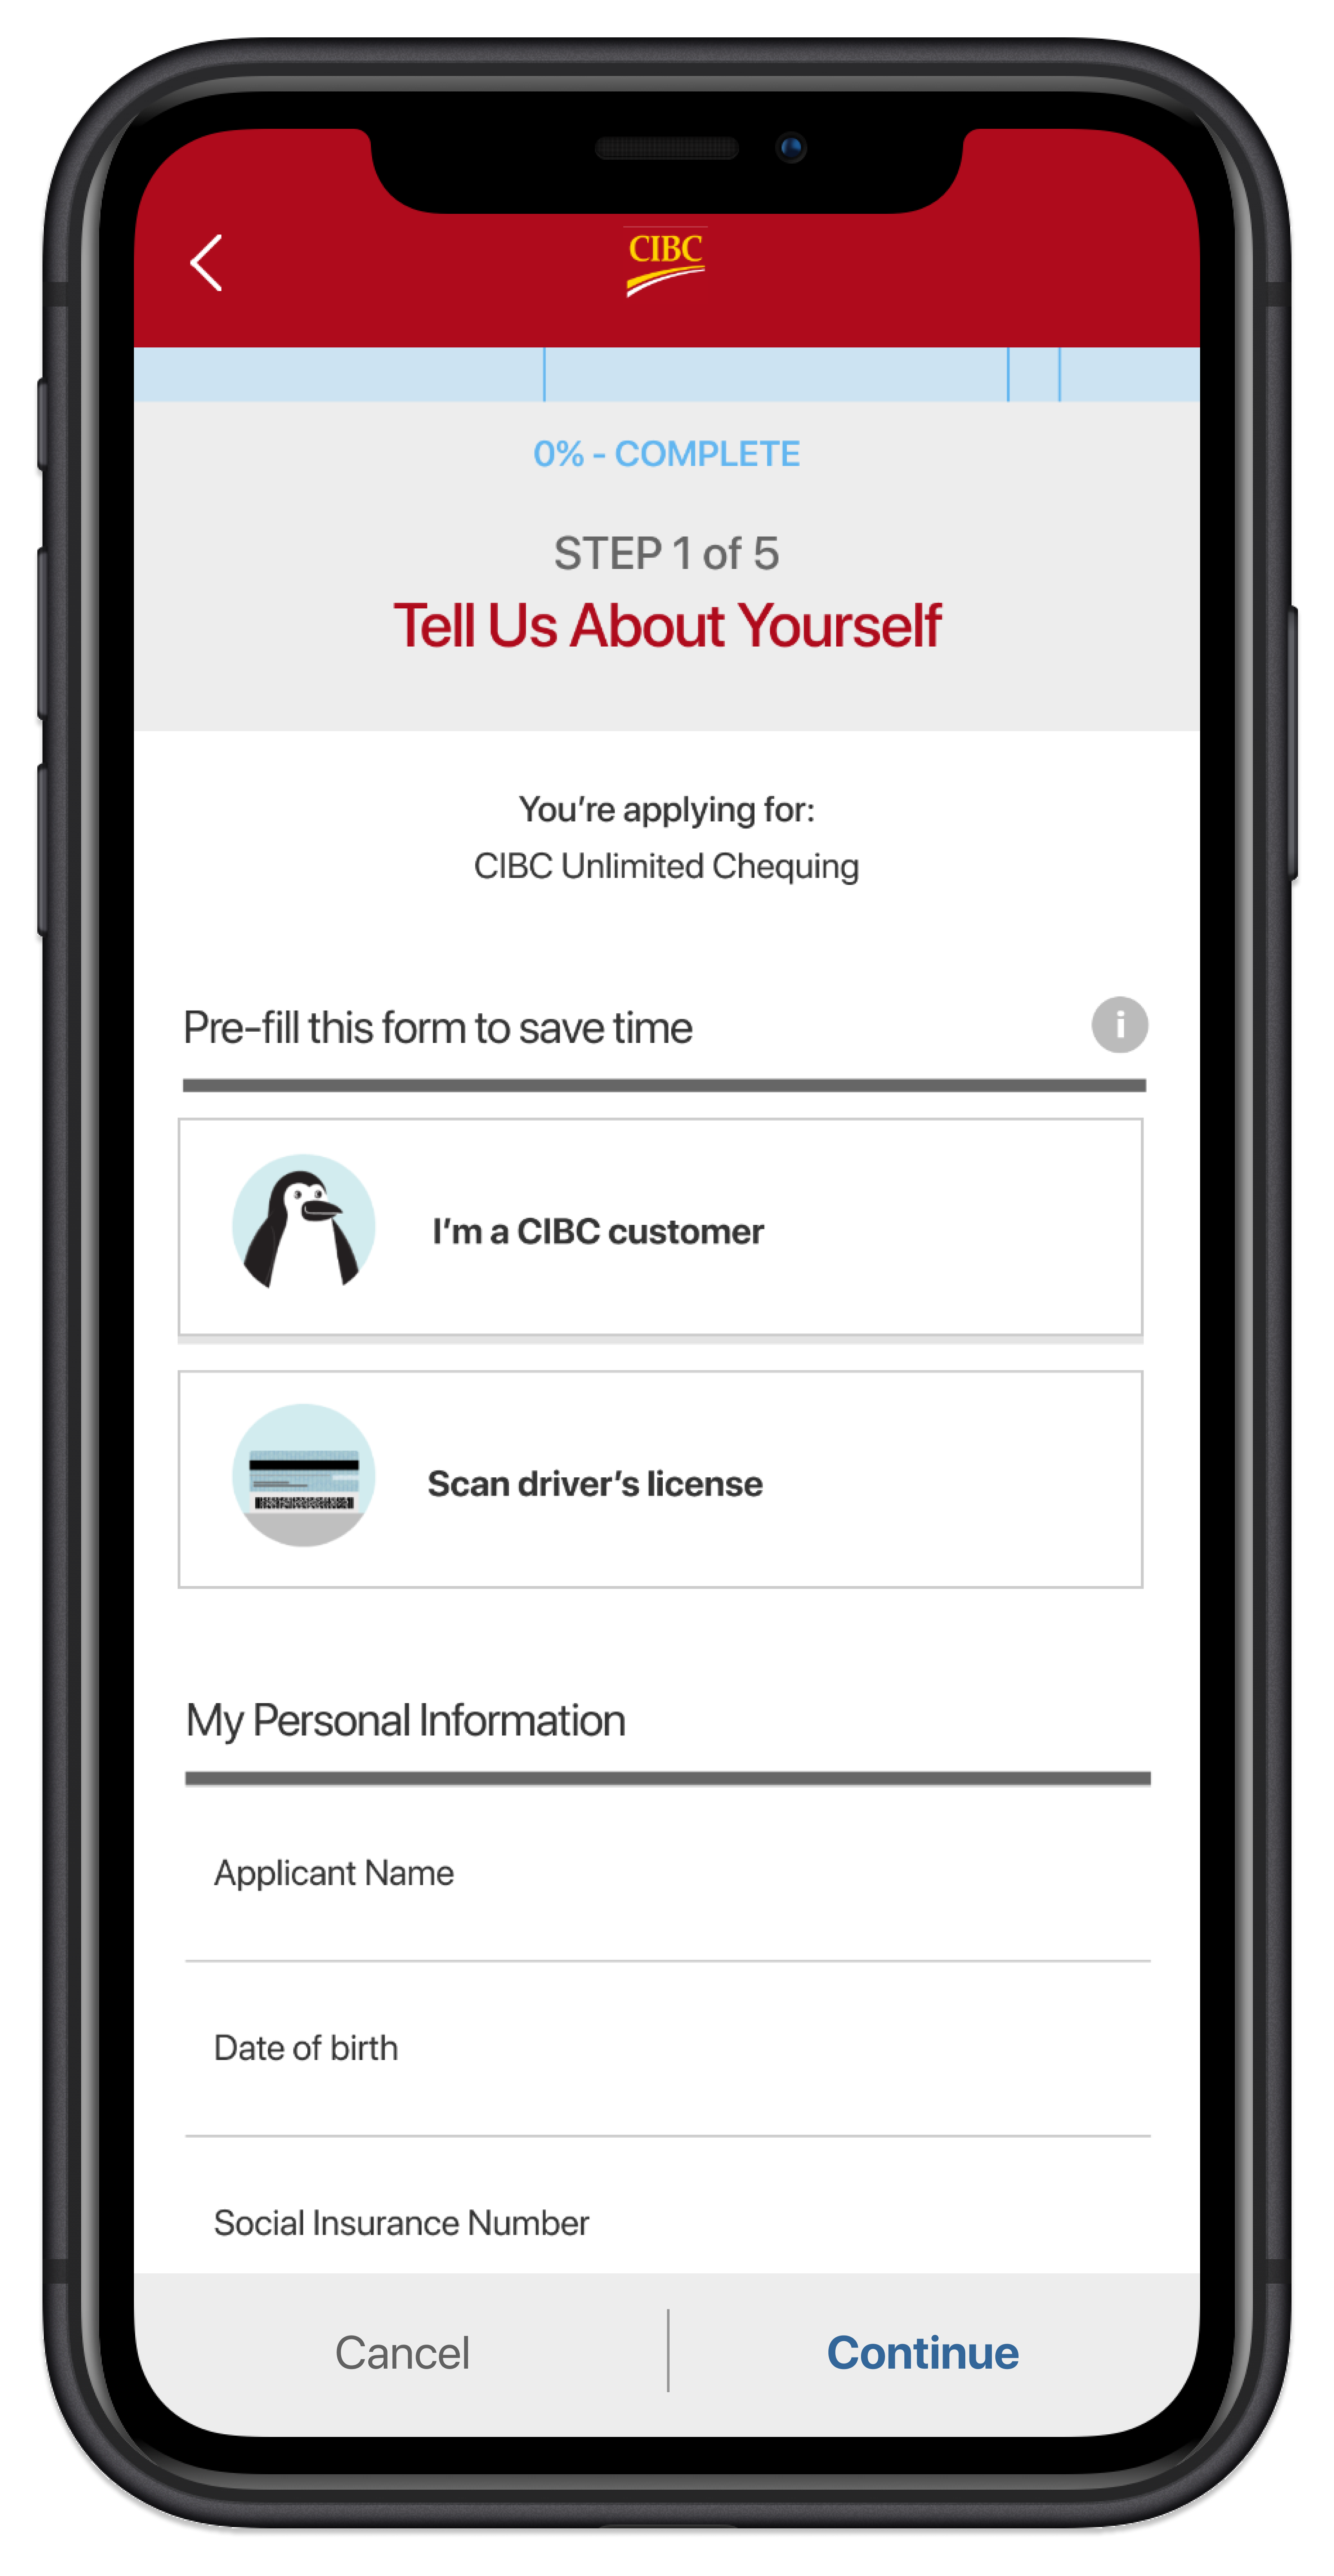 CIBC
0% - COMPLETE
STEP 1 of 5
Tell Us About Yourself
You’re applying for:
CIBC Unlimited Chequing
Pre-fill this form to save time
i
I’m a CIBC customer
Scan driver’s license
My Personal Information
Applicant Name
Date of birth
Social Insurance Number
Cancel
Continue